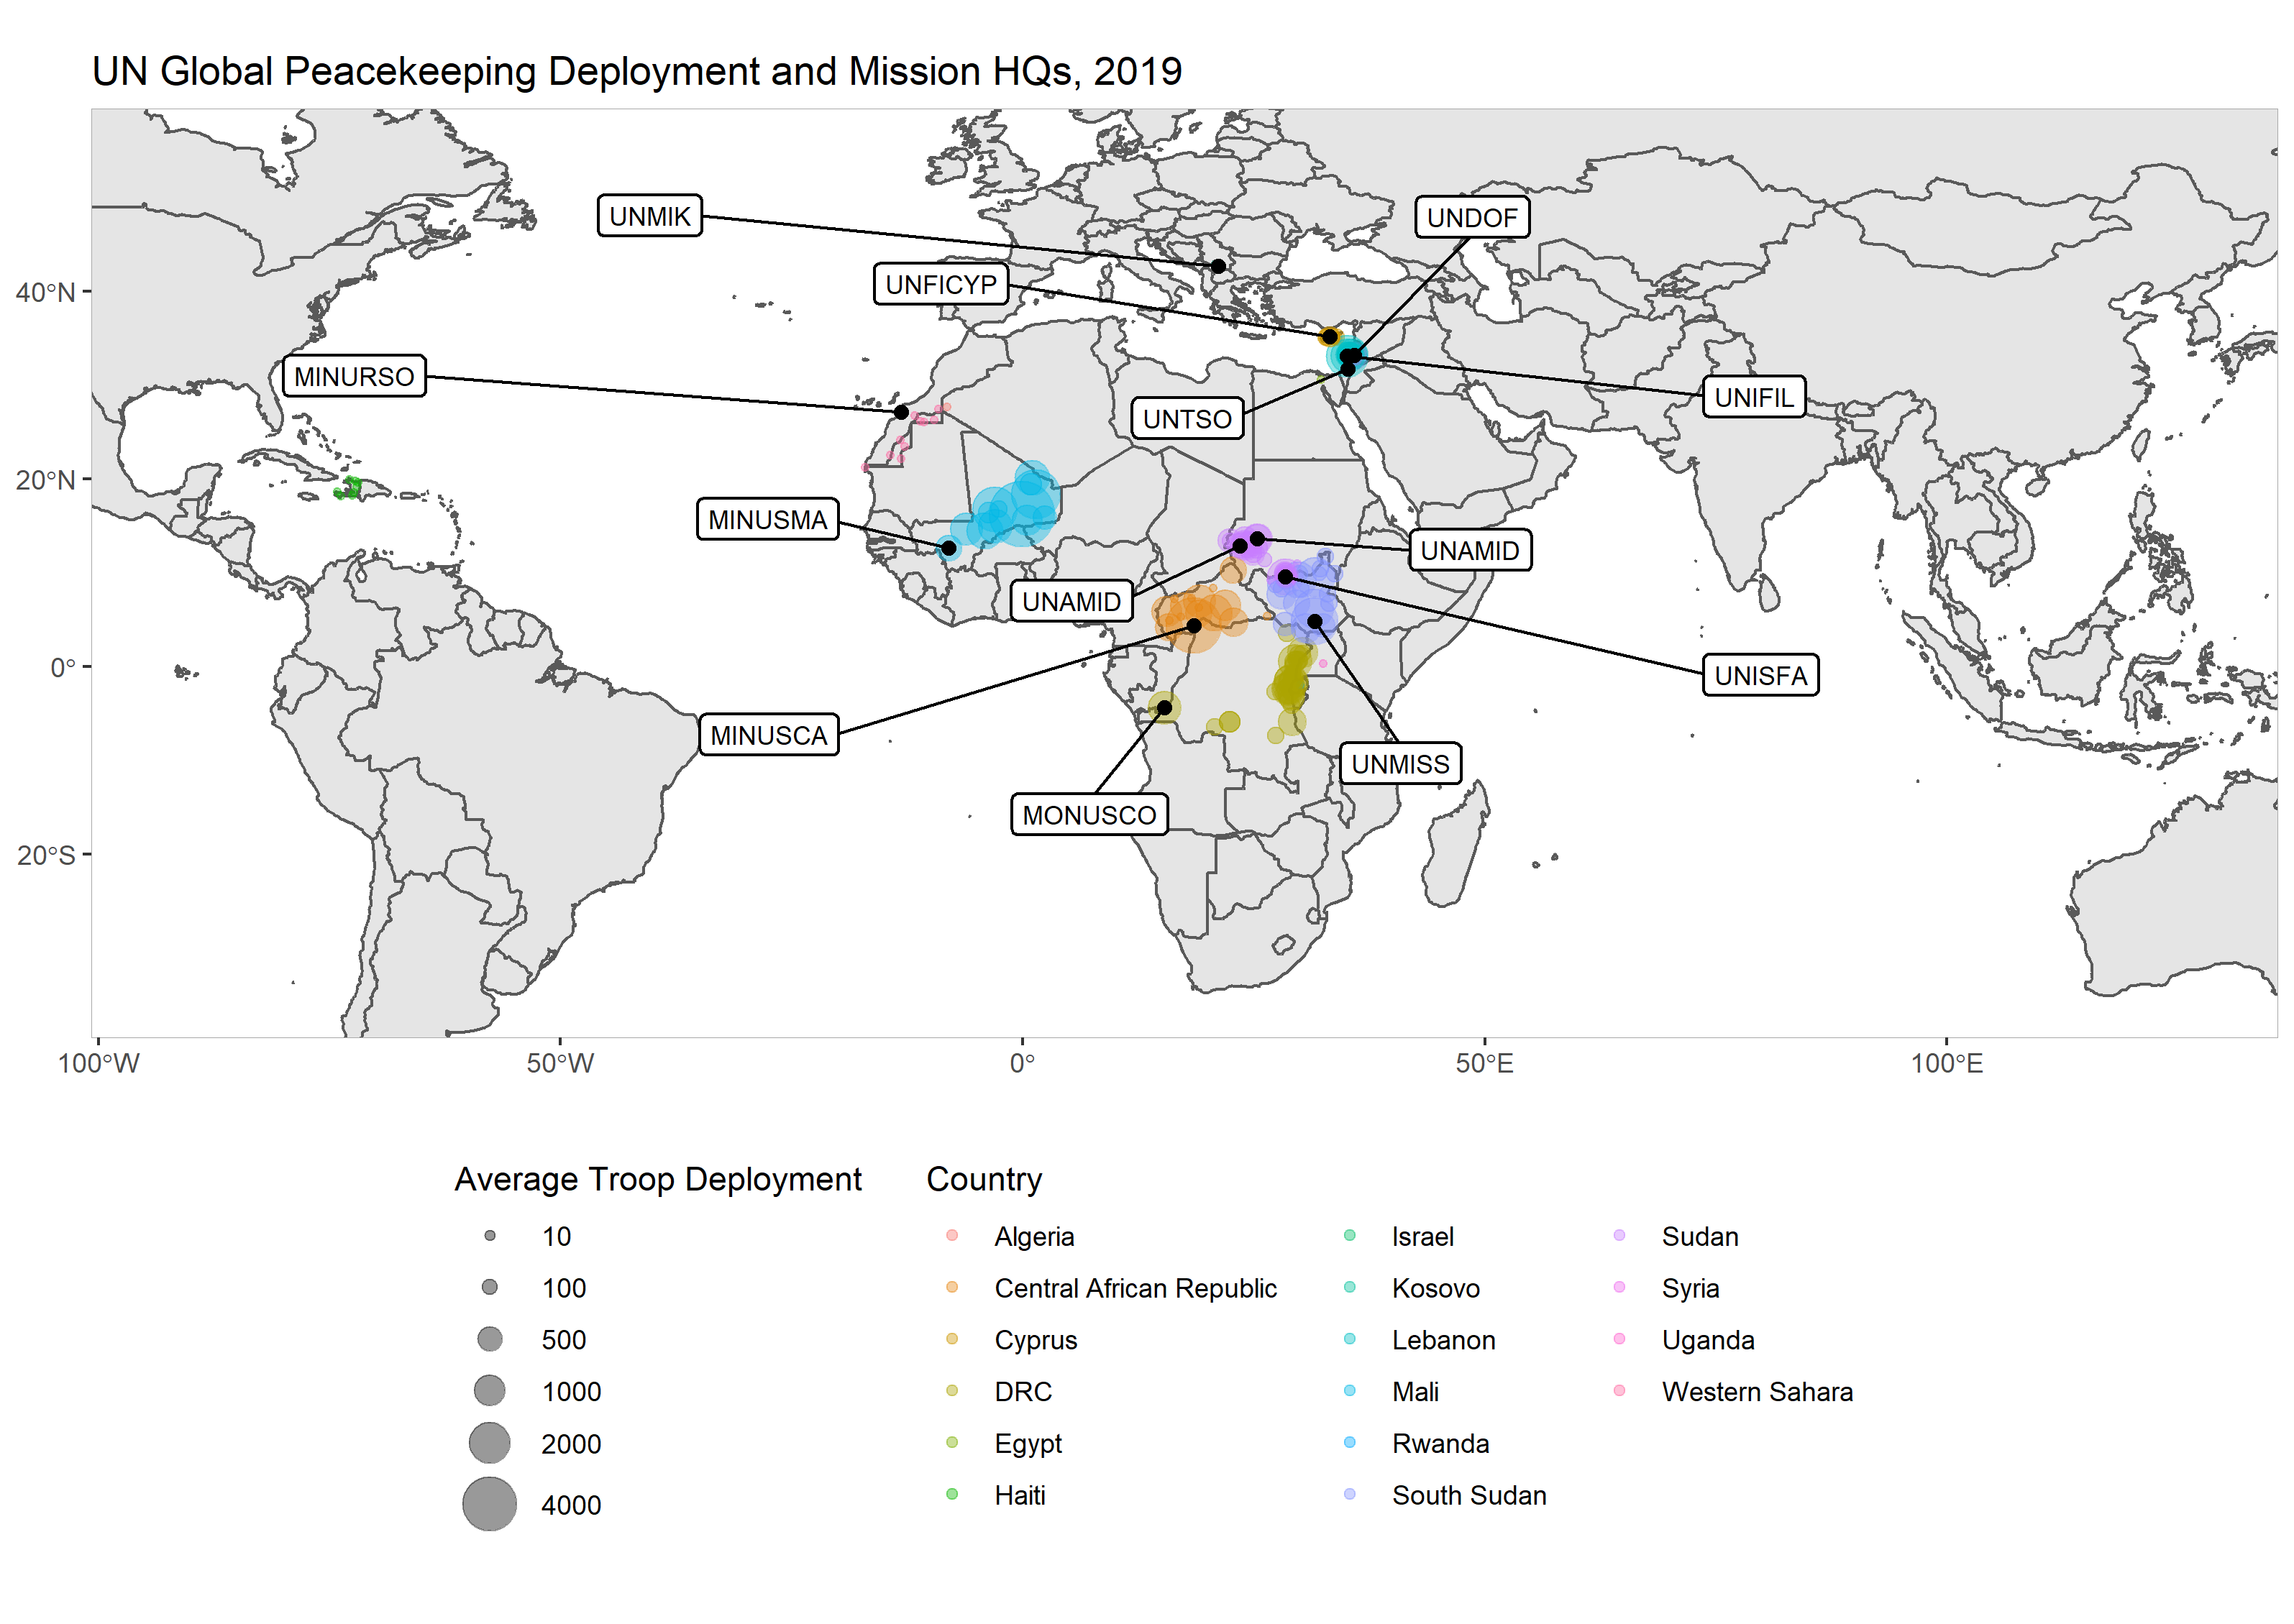 UN Global Peacekeeping Deployment and Mission HQs, 2019
UNMIK
UNDOF
UNFICYP
40°N
MINURSO
UNIFIL
UNTSO
20°N
MINUSMA
UNAMID
UNAMID
0°
UNISFA
MINUSCA
UNMISS
MONUSCO
20°S
100°W 50°W 0° 50°E 100°E
Average Troop Deployment
10
100
500
1000
2000
4000
Country
Algeria
Central African Republic
Cyprus
DRC
Egypt
Haiti
Israel
Kosovo
Lebanon
Mali
Rwanda
South Sudan
Sudan
Syria
Uganda
Western Sahara